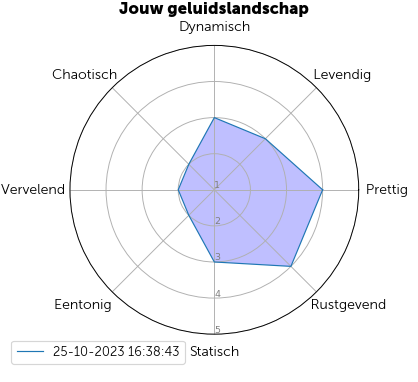 Jouw geluidslandschap
Dynamisch
Chaotisch
Levendig
Vervelend
1
Prettig
2
3
4
Eentonig
Rustgevend
5
25-10-2023 16:38:43
Statisch